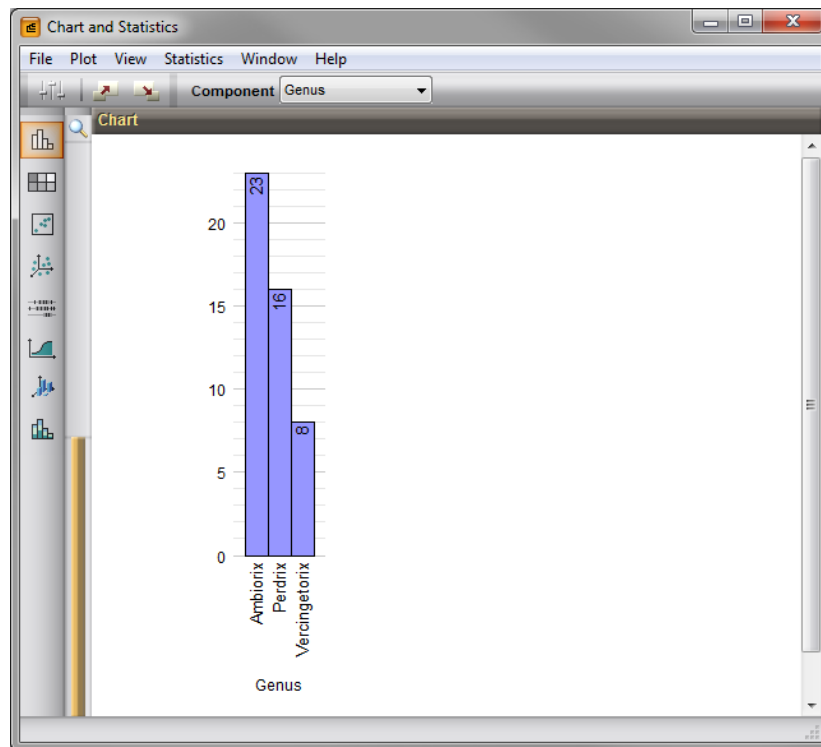 Chart and Statistics
File Plot View Statistics Window Help
Component Genus
Chart
23
20
16
15
10
8
5
0
Ambiorix
Perdrix
Vercingetorix
Genus